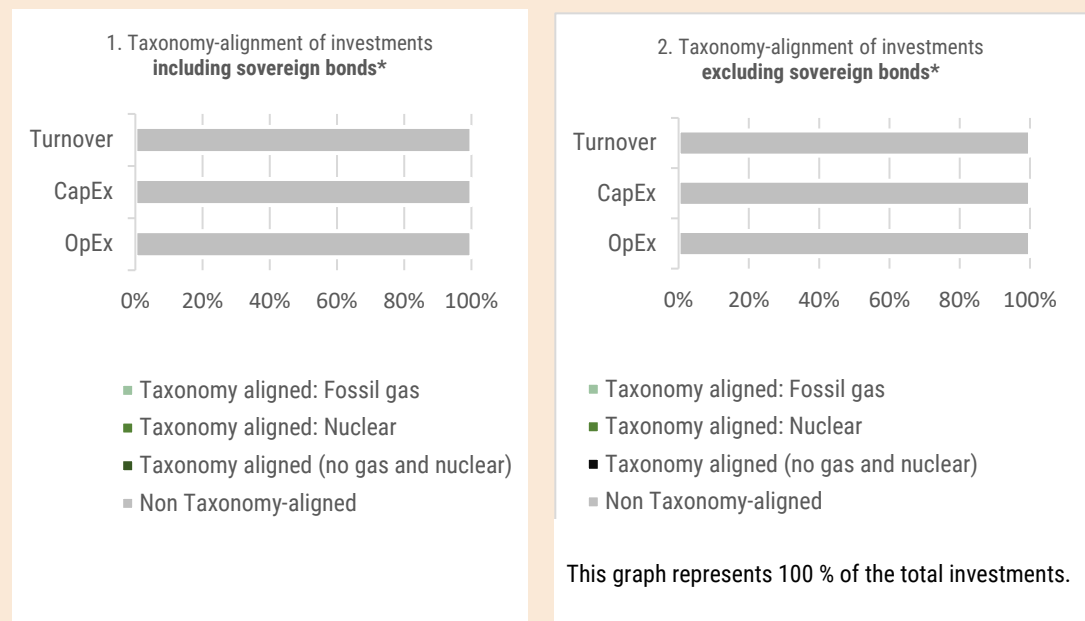 1. Taxonomy-alignment of investments
including sovereign bonds*
Turnover
CapEx
OpEx
0% 20% 40% 60% 80% 100%
Taxonomy aligned: Fossil gas
Taxonomy aligned: Nuclear
Taxonomy aligned (no gas and nuclear)
Non Taxonomy-aligned
2. Taxonomy-alignment of investments
excluding sovereign bonds*
Turnover
CapEx
OpEx
0% 20% 40% 60% 80% 100%
Taxonomy aligned: Fossil gas
Taxonomy aligned: Nuclear
Taxonomy aligned (no gas and nuclear)
Non Taxonomy-aligned
This graph represents 100 % of the total investments.